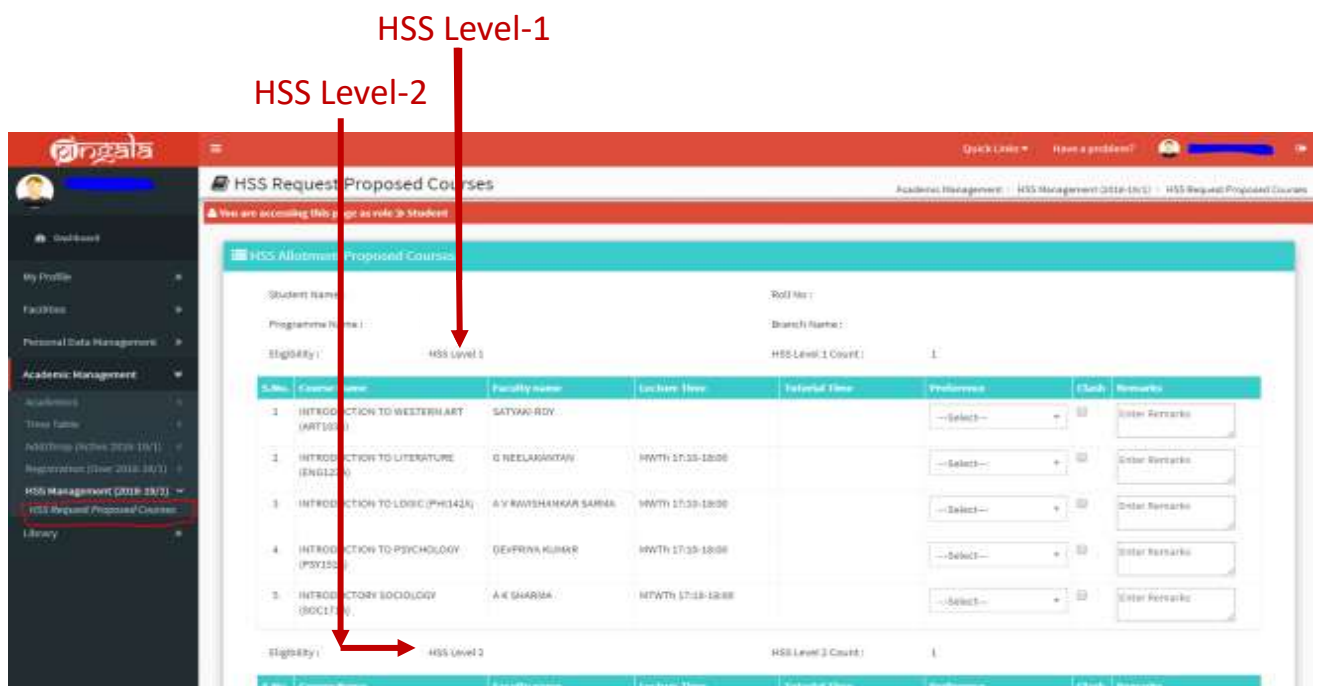 HSS Level-1
HSS Level-2
पिंgala
Quick Links
Have a problem?
HSS Request Proposed Courses
Academic Management
HSS Management (2018-19/1)
HSS Request Proposed Courses
You are accessing this page as role Student
Dashboard
My Profile
Facilities
Personal Data Management
Academic Management
Academics
Time Table
HSS Management (2018-19/1)
HSS Request Proposed Courses
Library
HSS Allotment Proposed Courses
Student Name Roll No :
Programme Name : Branch Name :
Eligibility : HSS Level 1 HSS Level 1 Count : 1
S.No. Course Name Faculty name Lecture Time Tutorial Time Preference Clash Remarks
1 INTRODUCTION TO WESTERN ART SATYAKI ROY ---Select--- Enter Remarks
2 INTRODUCTION TO LITERATURE G NEELAKANTAN MWTh 17:10-18:00 ---Select--- Enter Remarks
3 INTRODUCTION TO LOGIC (PHI142A) A V RAVISHANKAR SARMA MWTh 17:10-18:00 ---Select--- Enter Remarks
4 INTRODUCTION TO PSYCHOLOGY DEVPRIYA KUMAR MWTh 17:10-18:00 ---Select--- Enter Remarks
5 INTRODUCTORY SOCIOLOGY A K SHARMA MTWTh 17:10-18:00 ---Select--- Enter Remarks
Eligibility : HSS Level 2 HSS Level 2 Count : 1